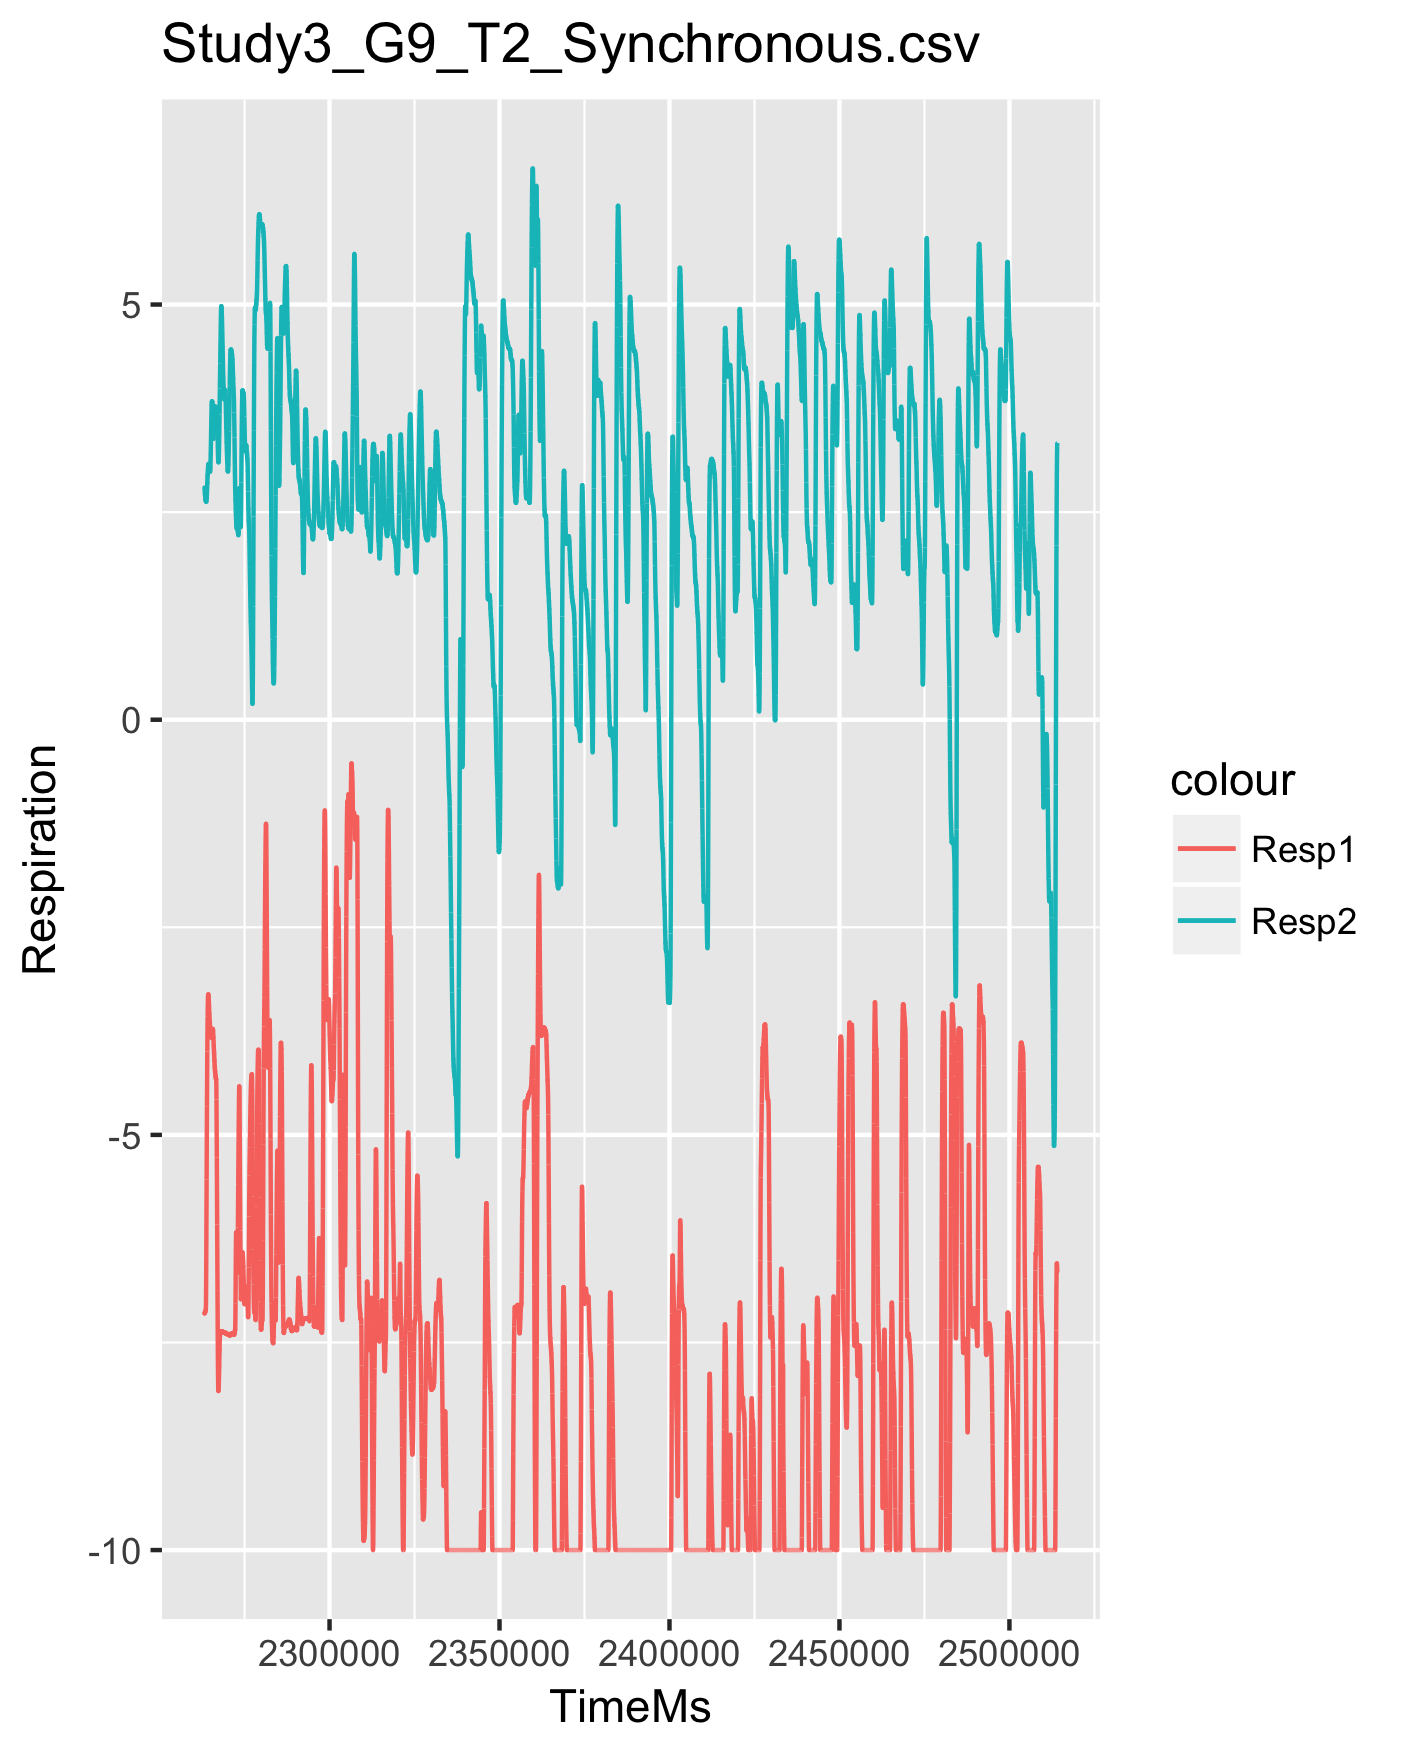 Study3_G9_T2_Synchronous.csv
5
0
-5
-10
Respiration
2300000 2350000 2400000 2450000 2500000
TimeMs
colour
Resp1
Resp2